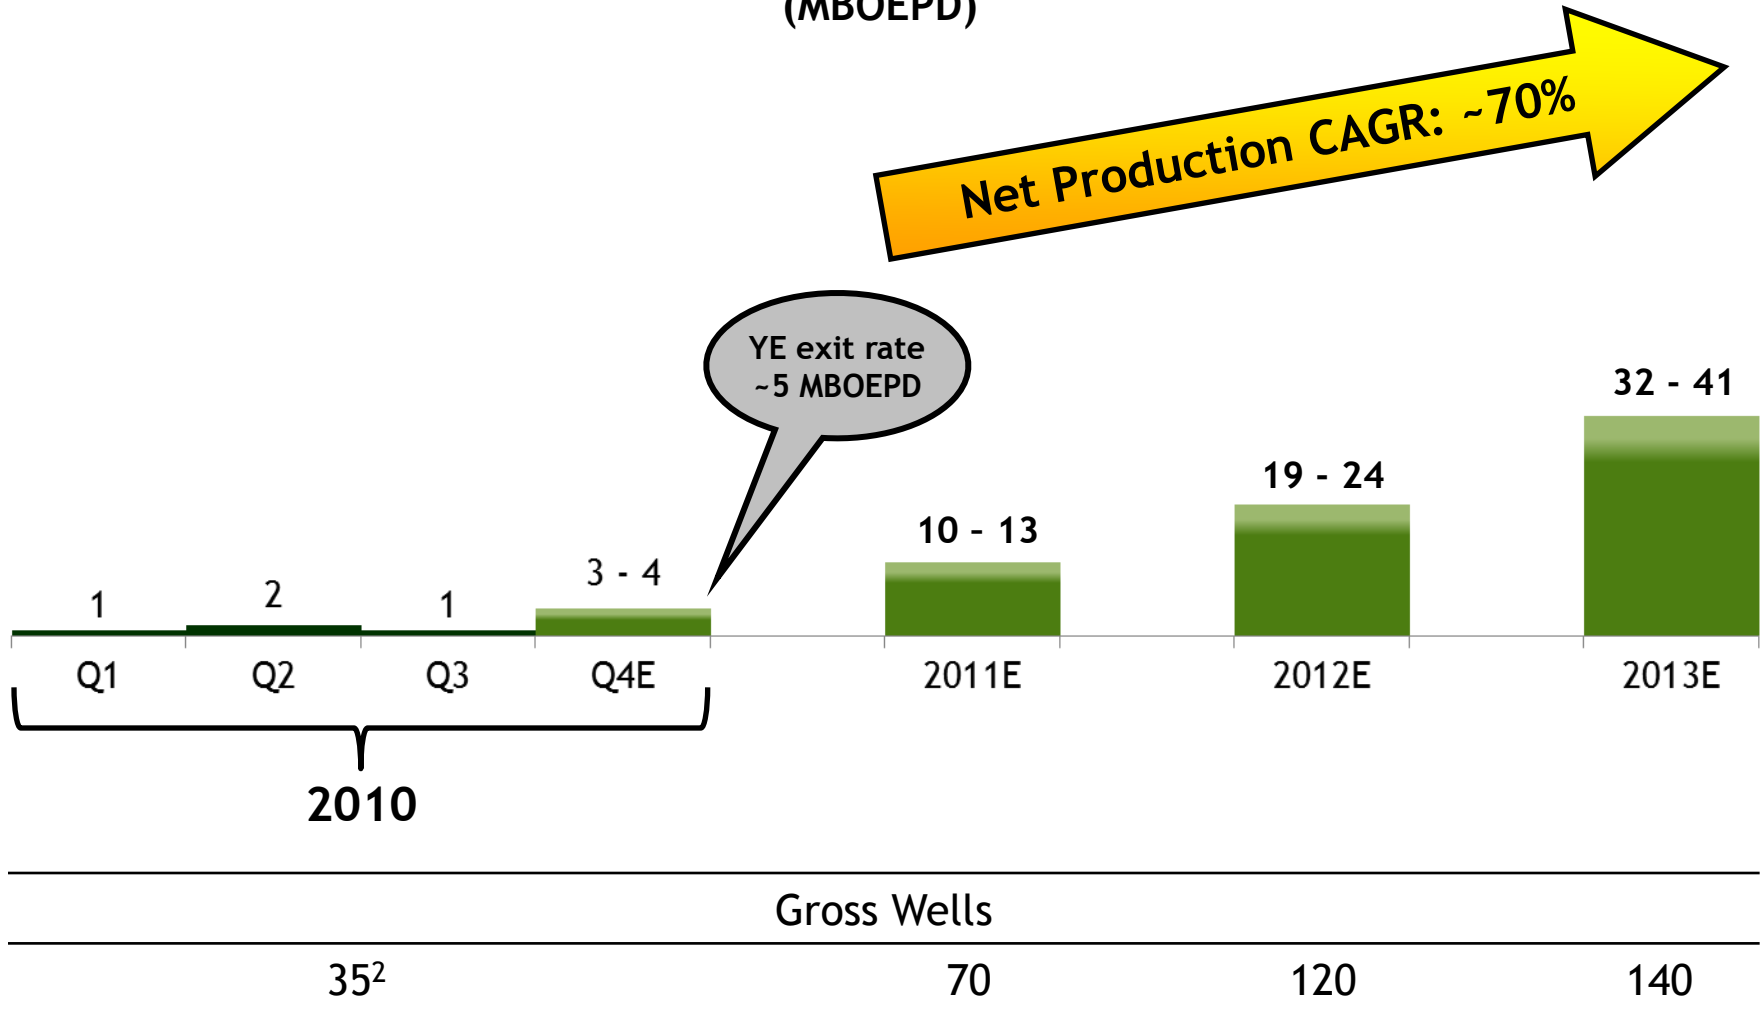 (MBOEPD)
Net Production CAGR: ~70%
YE exit rate
~5 MBOEPD
32 - 41
19 - 24
10 – 13
3 - 4
1 2 1
Q1 Q2 Q3 Q4E 2011E 2012E 2013E
2010
Gross Wells
35² 70 120 140